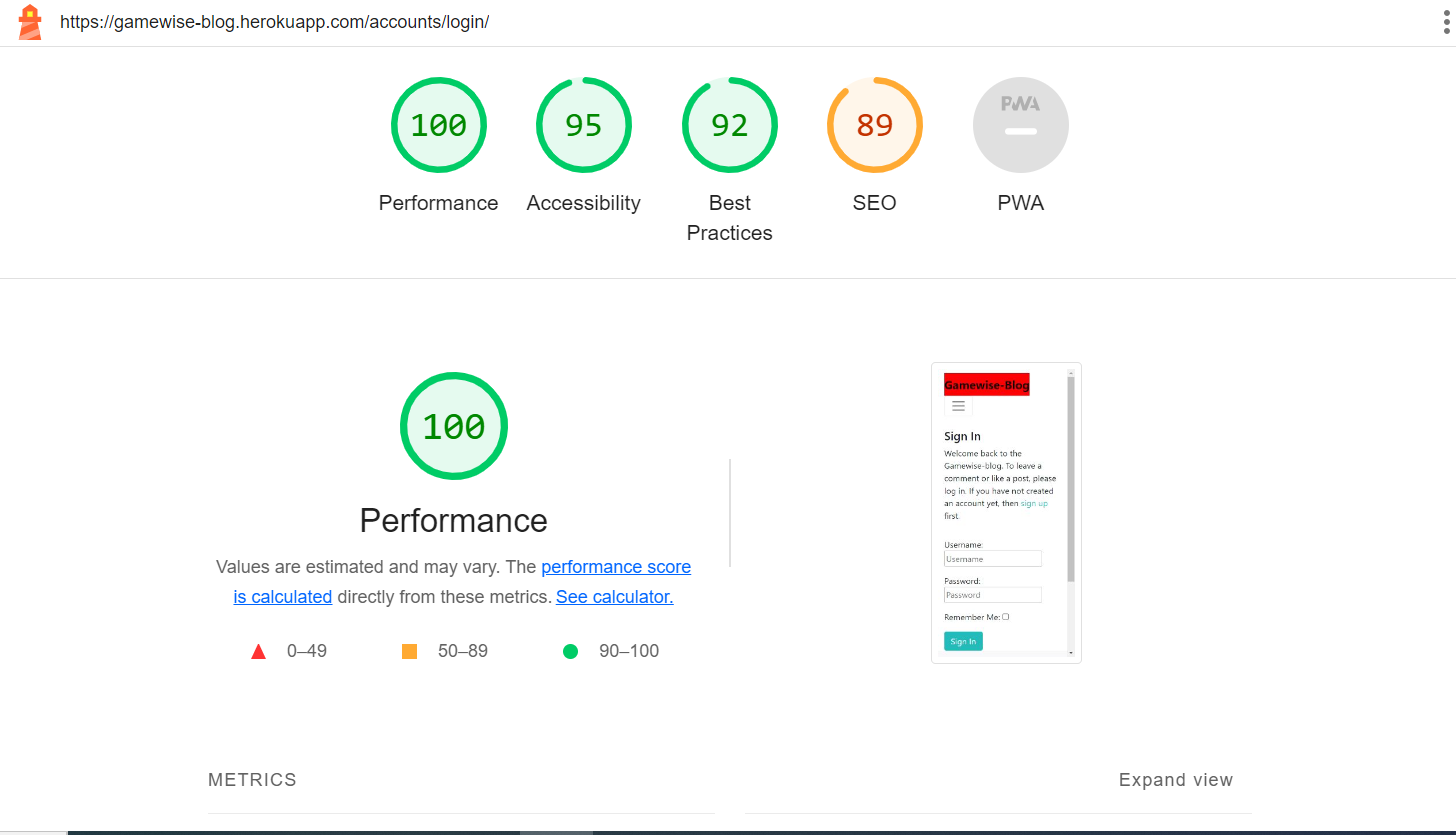 https://gamewise-blog.herokuapp.com/accounts/login/
100
95
92
89
PWA
Performance
Accessibility
Best
Practices
SEO
PWA
100
Performance
Values are estimated and may vary. The performance score
is calculated directly from these metrics. See calculator.
0–49
50–89
90–100
Gamewise-Blog
Sign In
Welcome back to the
Gamewise-blog. To leave a
comment or like a post, please
log in. If you have not created
an account yet, then sign up
first.
Username:
Username
Password:
Password
Remember Me:
Sign In
METRICS
Expand view